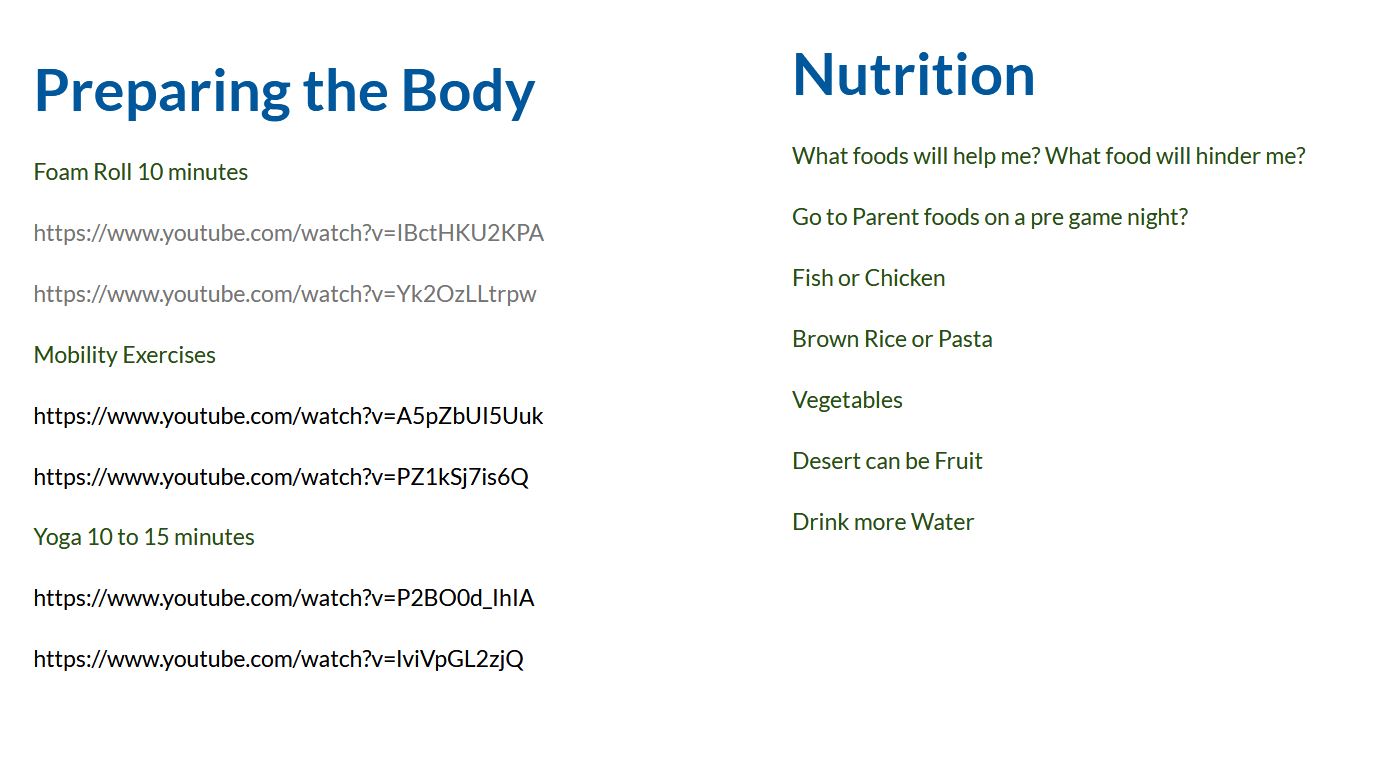 Preparing the Body
Foam Roll 10 minutes
https://www.youtube.com/watch?v=IBctHKU2KPA
https://www.youtube.com/watch?v=Yk2OzLLtrpw
Mobility Exercises
https://www.youtube.com/watch?v=A5pZbUI5Uuk
https://www.youtube.com/watch?v=PZ1kSj7is6Q
Yoga 10 to 15 minutes
https://www.youtube.com/watch?v=P2BO0d_IhIA
https://www.youtube.com/watch?v=IviVpGL2zjQ
Nutrition
What foods will help me? What food will hinder me?
Go to Parent foods on a pre game night?
Fish or Chicken
Brown Rice or Pasta
Vegetables
Desert can be Fruit
Drink more Water